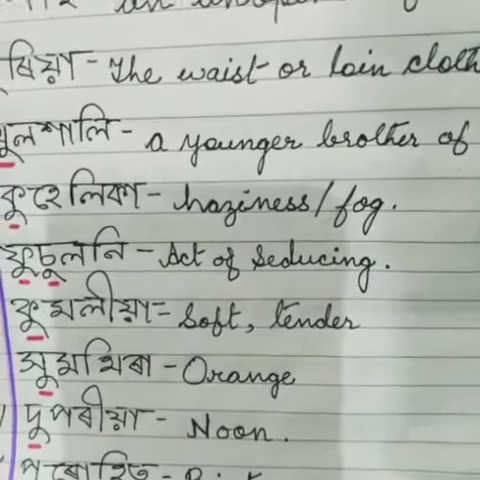 ৰিয়া - The waist or loin cloth
খুলশালি - a younger brother of
কুহেলিকা - haziness/fog.
ফুচুলনি - Act of seducing.
কুমলীয়া - Soft, tender
সুমথিৰা - Orange
দুপৰীয়া - Noon.